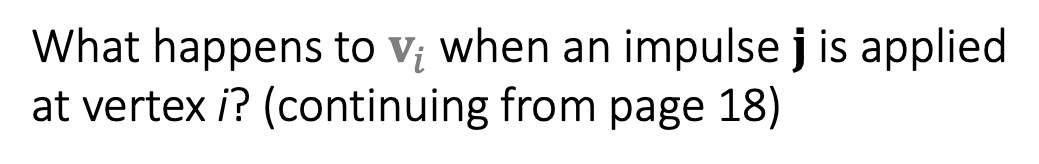 What happens to vᵢ when an impulse j is applied
at vertex i? (continuing from page 18)